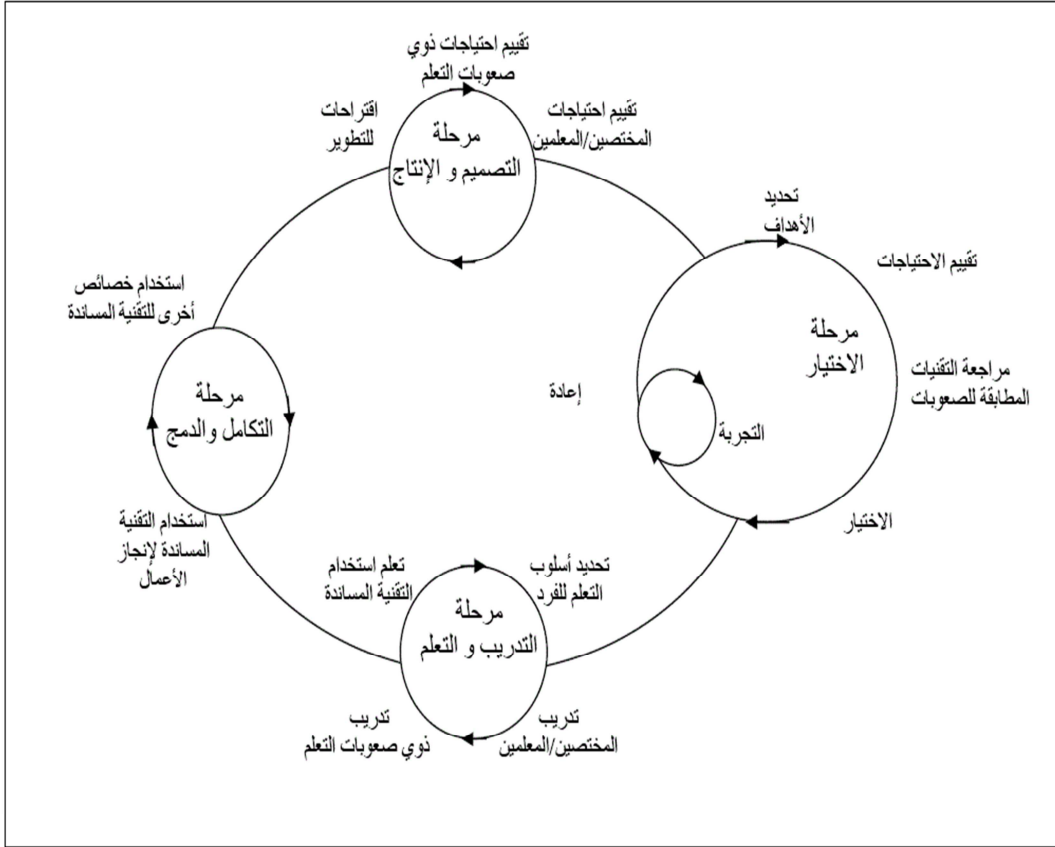 تقييم احتياجات ذوي
صعوبات التعلم
تقييم احتياجات
المختصين/المعلمين
اقتراحات
للتطوير
مرحلة
التصميم و الإنتاج
تحديد
الأهداف
تقييم الاحتياجات
مرحلة
الاختيار
مراجعة التقنيات
المطابقة للصعوبات
إعادة
التجربة
الاختيار
تحديد أسلوب
التعلم للفرد
تعلم استخدام
التقنية المساندة
مرحلة
التدريب و التعلم
تدريب
المختصين/المعلمين
تدريب
ذوي صعوبات التعلم
استخدام التقنية
المساندة لإنجاز
الأعمال
مرحلة
التكامل والدمج
استخدام خصائص
أخرى للتقنية المساندة